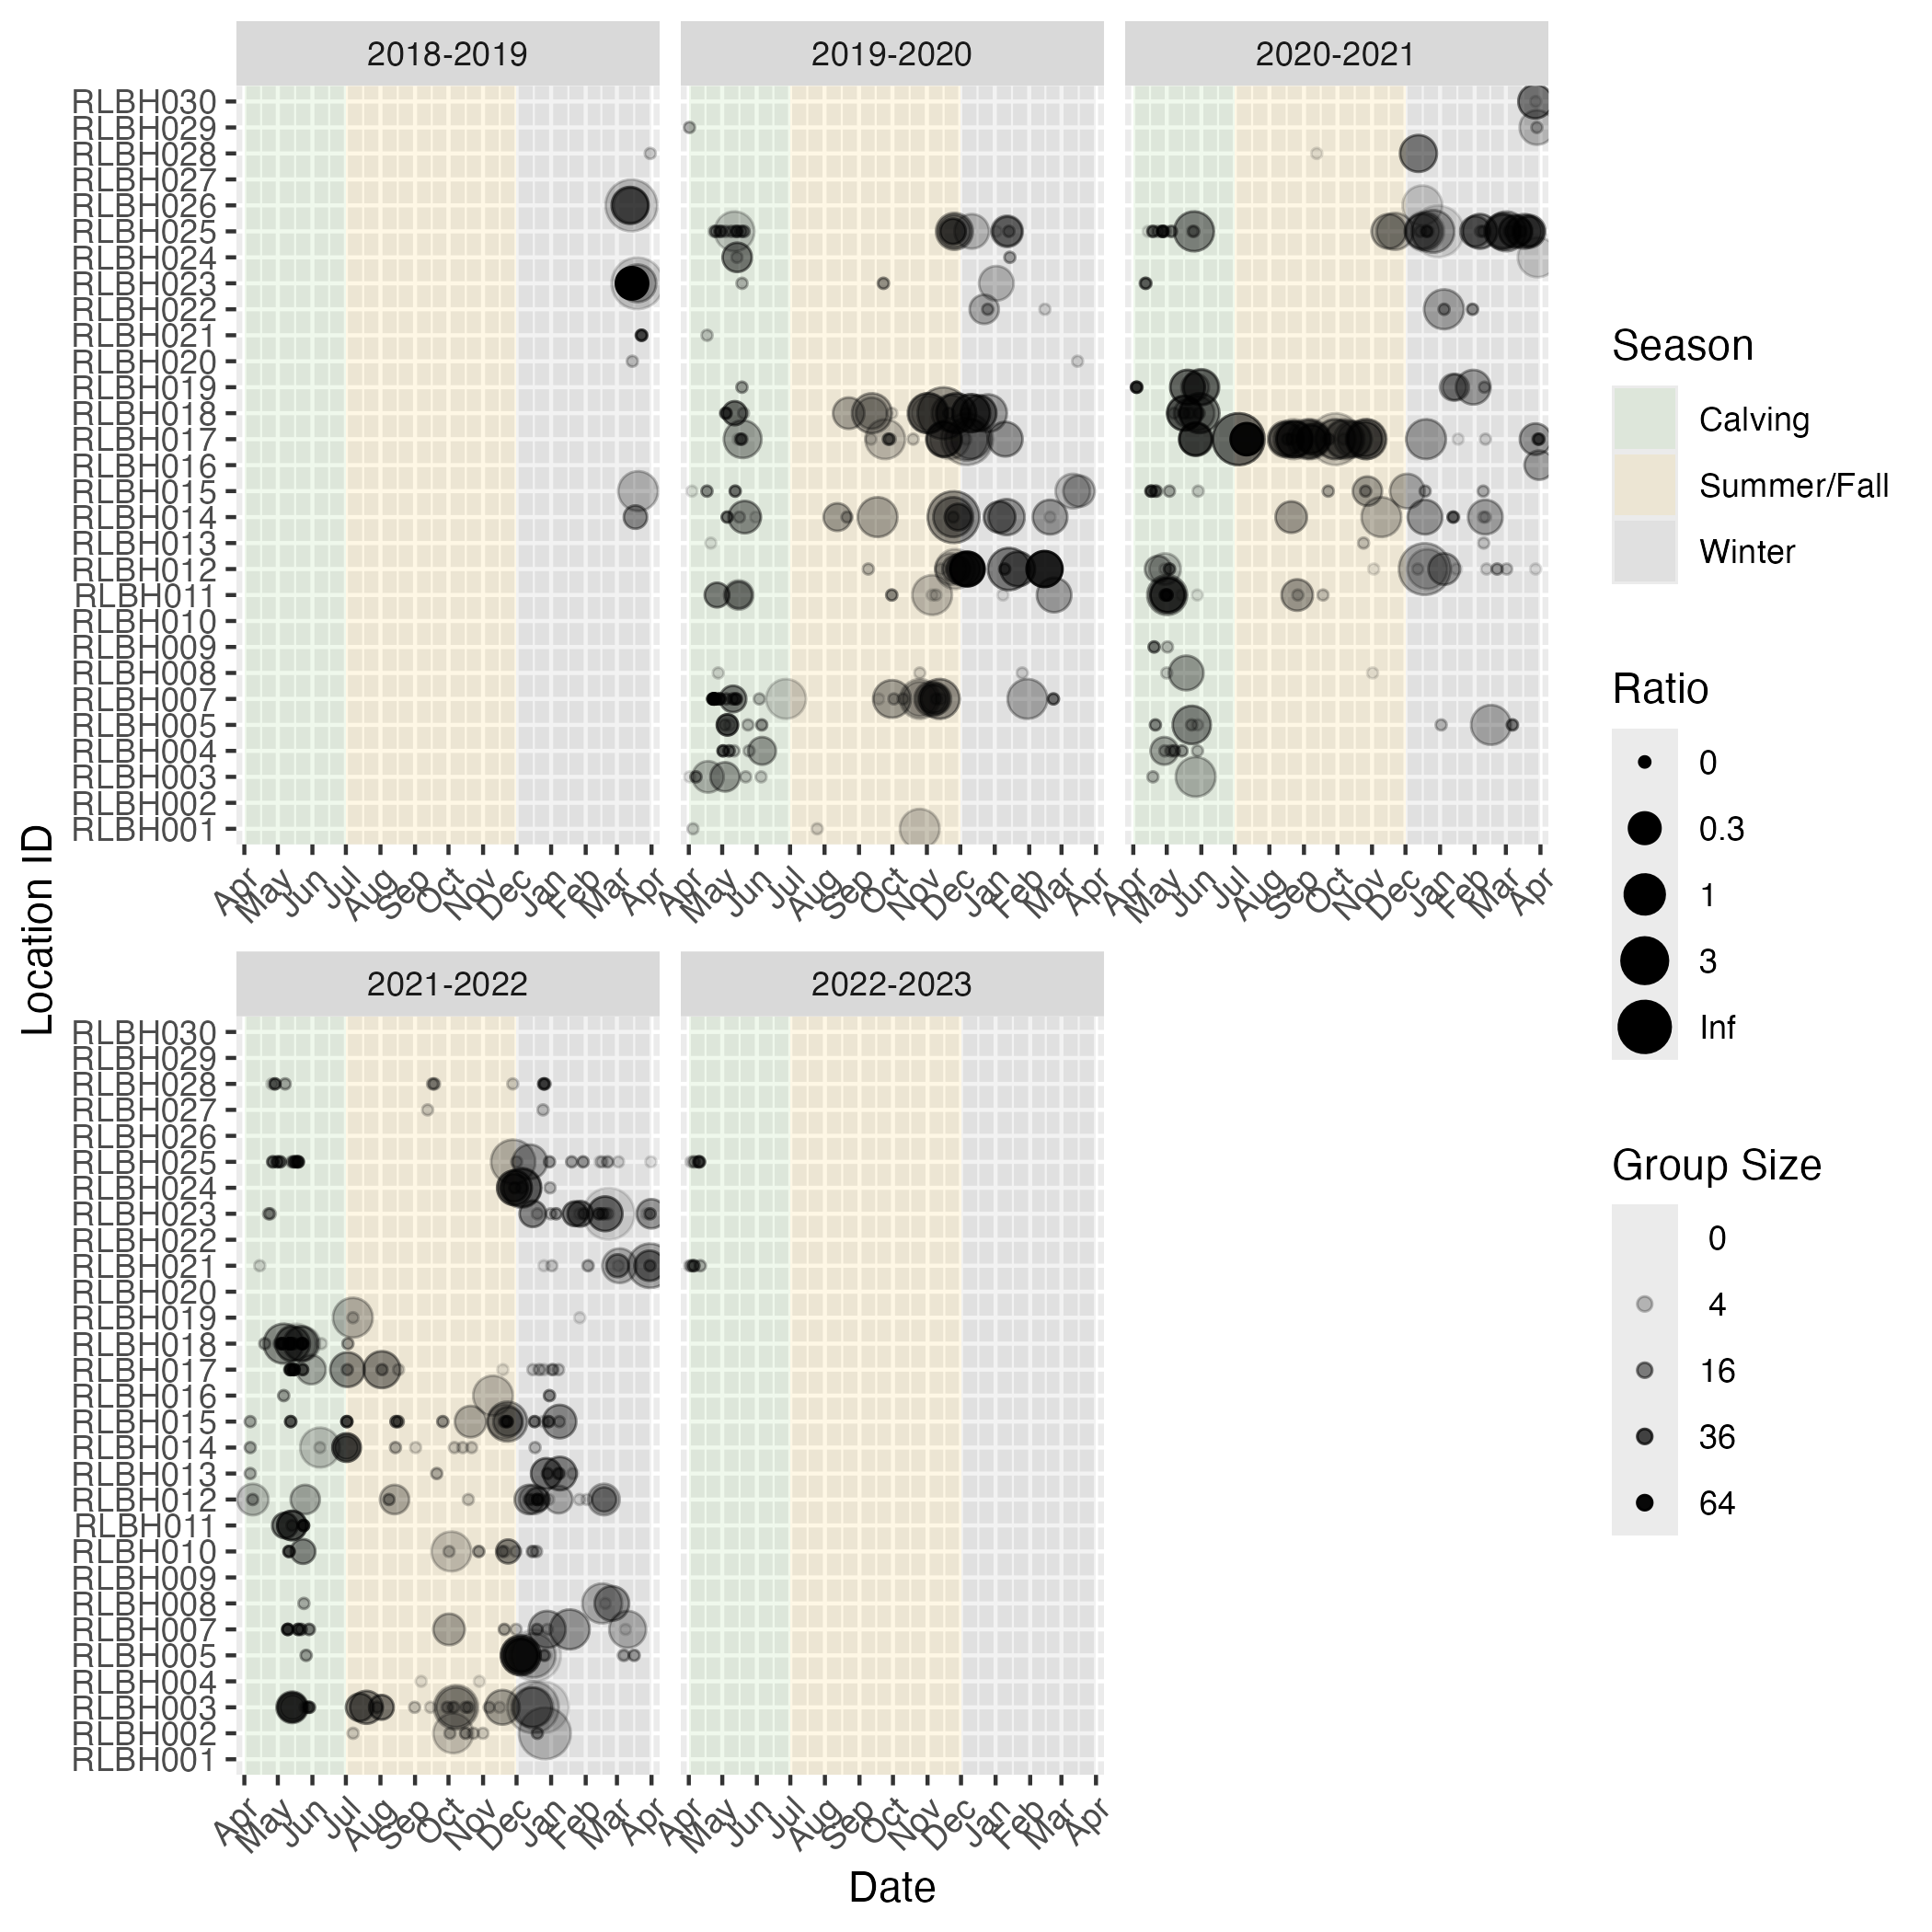 2018-2019 2019-2020 2020-2021
RLBH030
RLBH029
RLBH028
RLBH027
RLBH026
RLBH025
RLBH024
RLBH023
RLBH022
RLBH021
RLBH020
RLBH019
RLBH018
RLBH017
RLBH016
RLBH015
RLBH014
RLBH013
RLBH012
RLBH011
RLBH010
RLBH009
RLBH008
RLBH007
RLBH005
RLBH004
RLBH003
RLBH002
RLBH001
Apr May Jun Jul Aug Sep Oct Nov Dec Jan Feb Mar Apr
Apr May Jun Jul Aug Sep Oct Nov Dec Jan Feb Mar Apr
Apr May Jun Jul Aug Sep Oct Nov Dec Jan Feb Mar Apr
Location ID
2021-2022 2022-2023
RLBH030
RLBH029
RLBH028
RLBH027
RLBH026
RLBH025
RLBH024
RLBH023
RLBH022
RLBH021
RLBH020
RLBH019
RLBH018
RLBH017
RLBH016
RLBH015
RLBH014
RLBH013
RLBH012
RLBH011
RLBH010
RLBH009
RLBH008
RLBH007
RLBH005
RLBH004
RLBH003
RLBH002
RLBH001
Apr May Jun Jul Aug Sep Oct Nov Dec Jan Feb Mar Apr
Apr May Jun Jul Aug Sep Oct Nov Dec Jan Feb Mar Apr
Date
Season
Calving
Summer/Fall
Winter
Ratio
0
0.3
1
3
Inf
Group Size
0
4
16
36
64